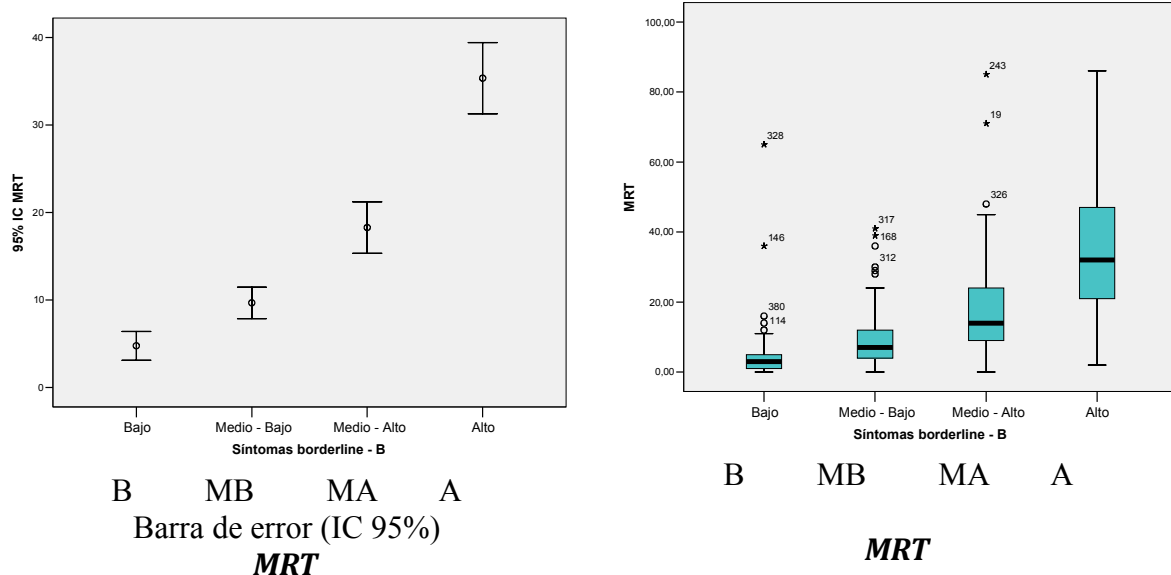 40
30
20
10
0
95% IC MRT
Bajo
Medio - Bajo
Medio - Alto
Alto
Síntomas borderline - B
B MB MA A
Barra de error (IC 95%)
MRT
100,00
80,00
60,00
40,00
20,00
0,00
MRT
328
146
380
114
317
168
312
243
19
326
Bajo
Medio - Bajo
Medio - Alto
Alto
Síntomas borderline - B
B MB MA A
MRT